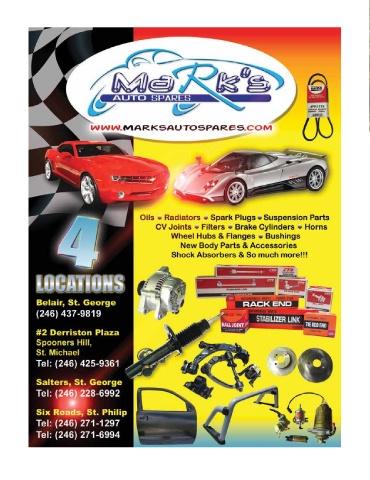 Mark's
AUTO SPARES
WWW.MARKSAUTOSPARES.COM
Oils Radiators Spark Plugs Suspension Parts
CV Joints Filters Brake Cylinders Horns
Wheel Hubs & Flanges Bushings
New Body Parts & Accessories
Shock Absorbers & So much more!!!
4
LOCATIONS
Belair, St. George
(246) 437-9819
#2 Derriston Plaza
Spooners Hill,
St. Michael
Tel: (246) 425-9361
Salters, St. George
Tel: (246) 228-6992
Six Roads, St. Philip
Tel: (246) 271-1297
Tel: (246) 271-6994
RACK END
BALL JOINT
STABILIZER LINK
TIE ROD END